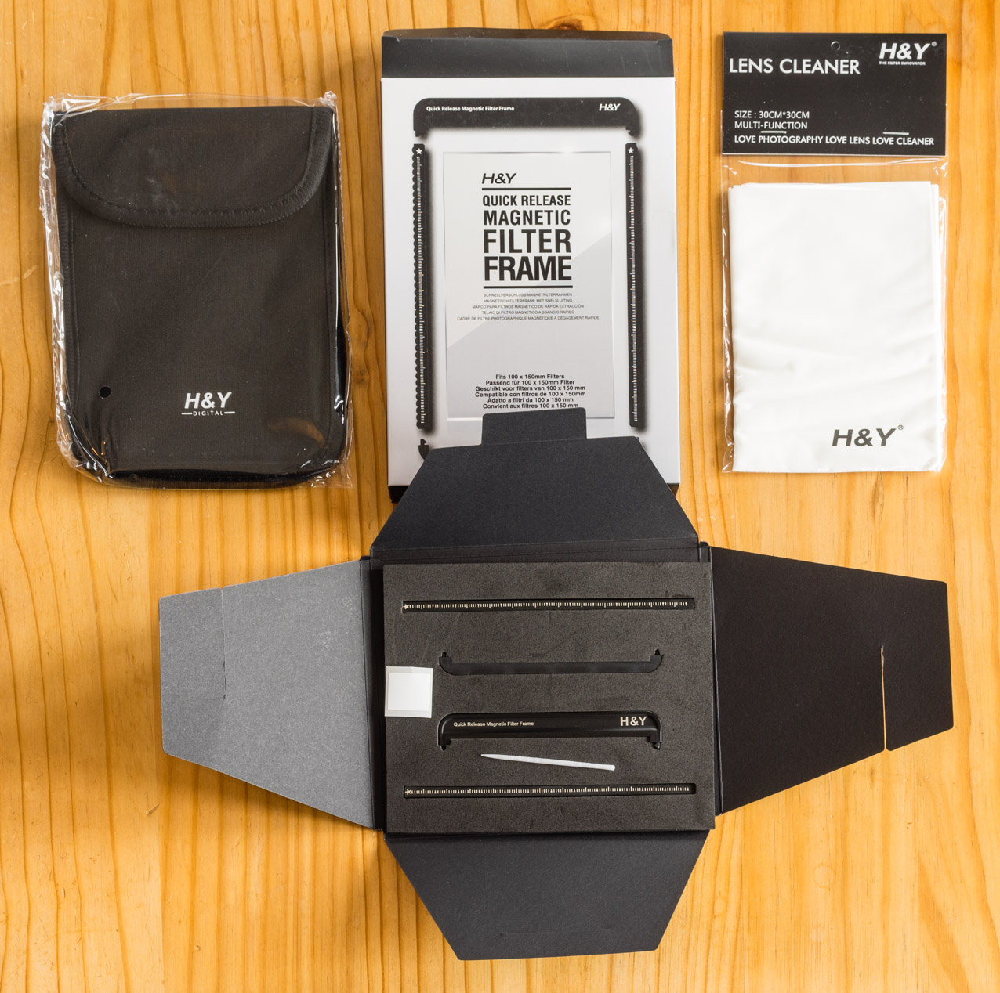 H&Y
DIGITAL
Quick Release Magnetic Filter Frame
H&Y
H&Y
QUICK RELEASE
MAGNETIC
FILTER
FRAME
SCHNELLVERSCHLUSS-MAGNETFILTERRAHMEN
MAGNETISCH FILTERFRAME MET SNELSLUITING
MARCO PARA FILTROS MAGNÉTICO DE RÁPIDA EXTRACCIÓN
TELAIO DI FILTRO MAGNETICO A SGANCIO RAPIDO
CADRE DE FILTRE PHOTOGRAPHIQUE MAGNÉTIQUE À DÉGAGEMENT RAPIDE
Fits 100 x 150mm Filters
Passend für 100 x 150mm Filter
Geschikt voor filters van 100 x 150 mm
Compatible con filtros de 100 x 150mm
Adatto a filtri da 100 x 150 mm
Convient aux filtres 100 x 150 mm
H&Y®
THE FILTER INNOVATOR
LENS CLEANER
SIZE : 30CM*30CM
MULTI-FUNCTION
LOVE PHOTOGRAPHY LOVE LENS LOVE CLEANER
H&Y®
Quick Release Magnetic Filter Frame
H&Y